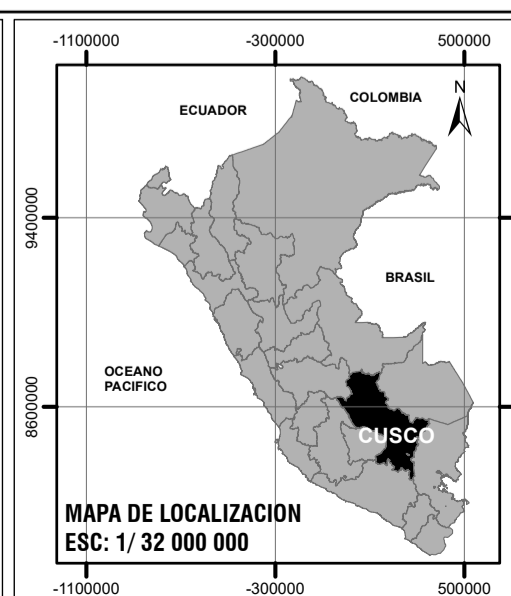 -1100000
-300000
500000
ECUADOR
COLOMBIA
N
9400000
BRASIL
OCEANO
PACIFICO
8600000
CUSCO
MAPA DE LOCALIZACION
ESC: 1/ 32 000 000
-1100000
-300000
500000